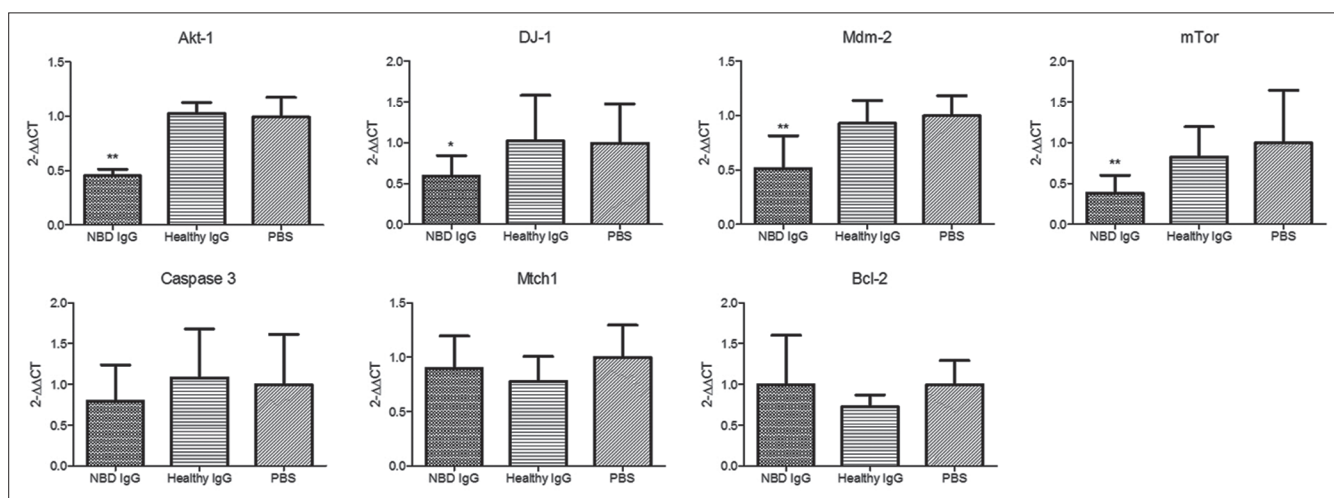 Akt-1
2-ΔΔCT
1.5
1.0
0.5
0.0
**
NBD IgG Healthy IgG PBS
DJ-1
2-ΔΔCT
2.0
1.5
1.0
0.5
0.0
*
NBD IgG Healthy IgG PBS
Mdm-2
2-ΔΔCT
1.5
1.0
0.5
0.0
**
NBD IgG Healthy IgG PBS
mTor
2-ΔΔCT
2.0
1.5
1.0
0.5
0.0
**
NBD IgG Healthy IgG PBS
Caspase 3
2-ΔΔCT
2.0
1.5
1.0
0.5
0.0
NBD IgG Healthy IgG PBS
Mtch1
2-ΔΔCT
1.5
1.0
0.5
0.0
NBD IgG Healthy IgG PBS
Bcl-2
2-ΔΔCT
2.0
1.5
1.0
0.5
0.0
NBD IgG Healthy IgG PBS